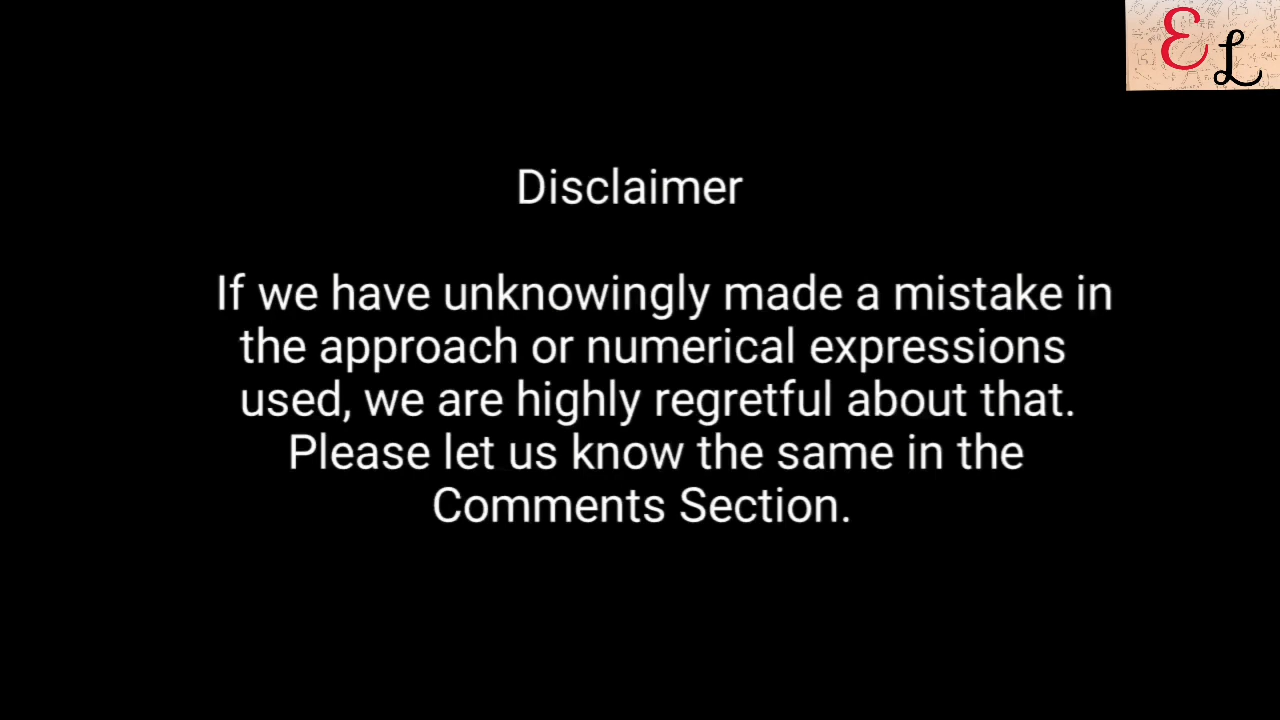 EL
Disclaimer
If we have unknowingly made a mistake in
the approach or numerical expressions
used, we are highly regretful about that.
Please let us know the same in the
Comments Section.